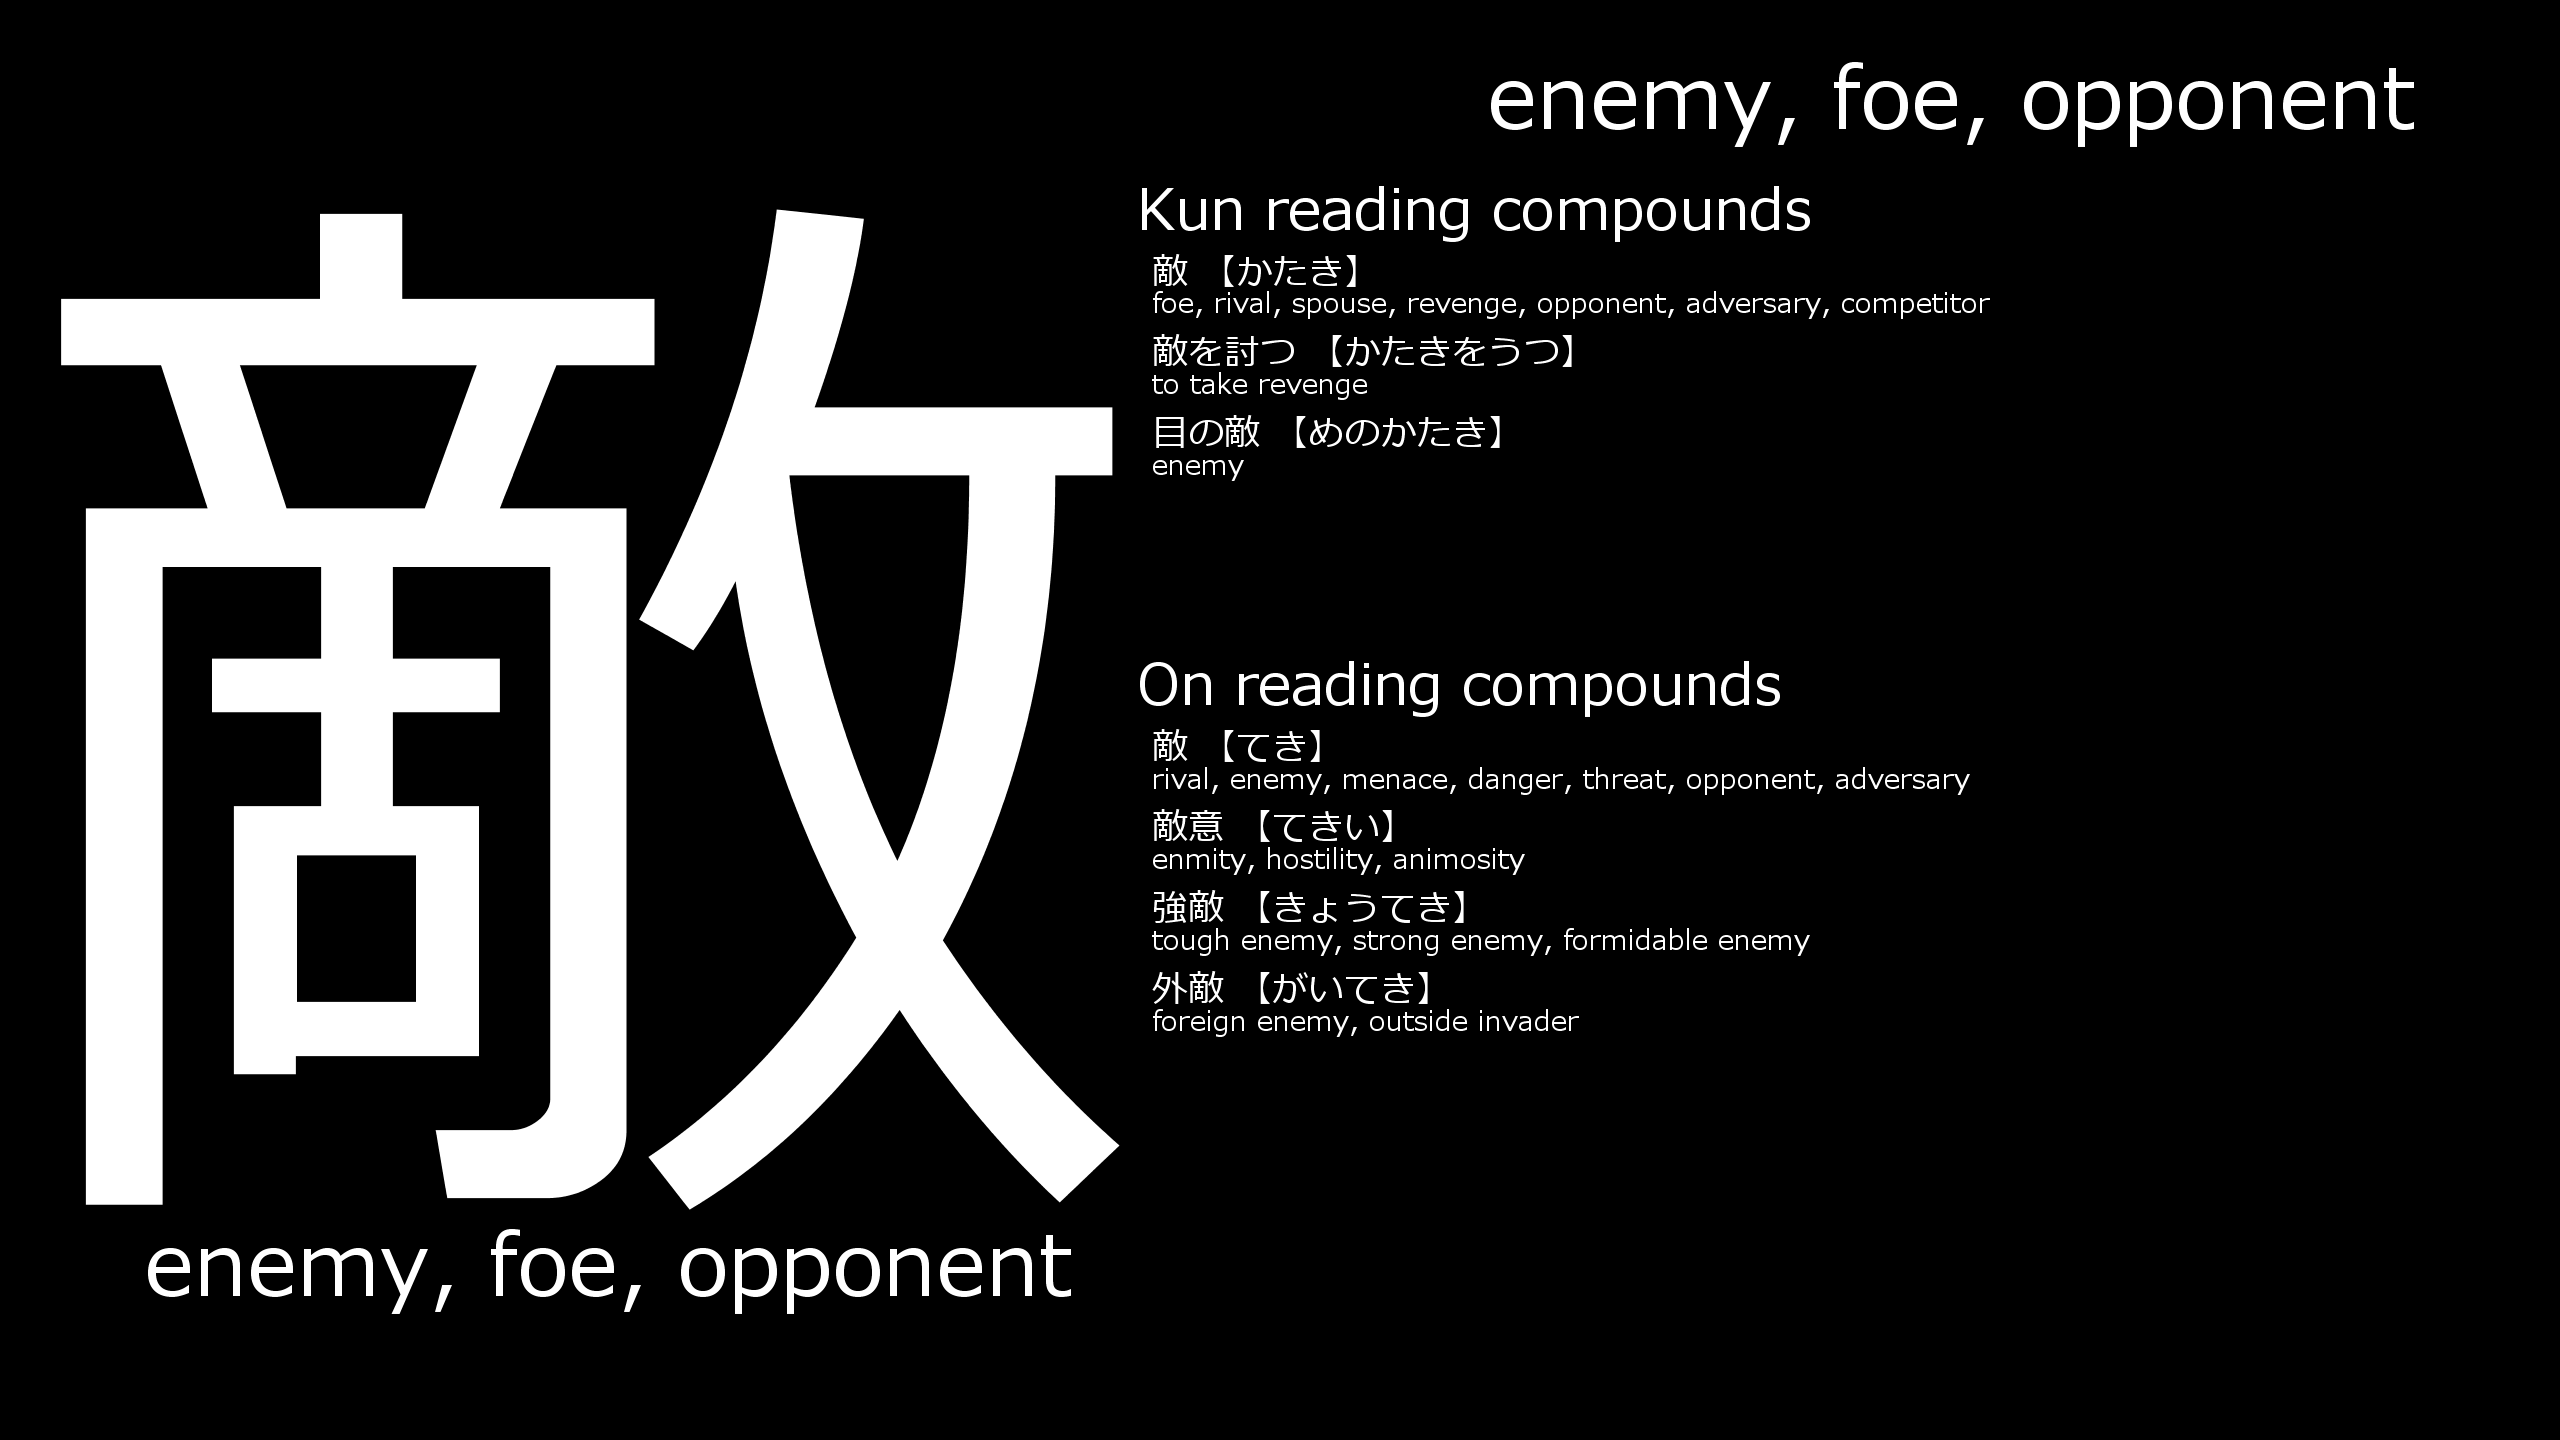 enemy, foe, opponent
敵
enemy, foe, opponent
Kun reading compounds
敵 【かたき】
foe, rival, spouse, revenge, opponent, adversary, competitor
敵を討つ 【かたきをうつ】
to take revenge
目の敵 【めのかたき】
enemy
On reading compounds
敵 【てき】
rival, enemy, menace, danger, threat, opponent, adversary
敵意 【てきい】
enmity, hostility, animosity
強敵 【きょうてき】
tough enemy, strong enemy, formidable enemy
外敵 【がいてき】
foreign enemy, outside invader